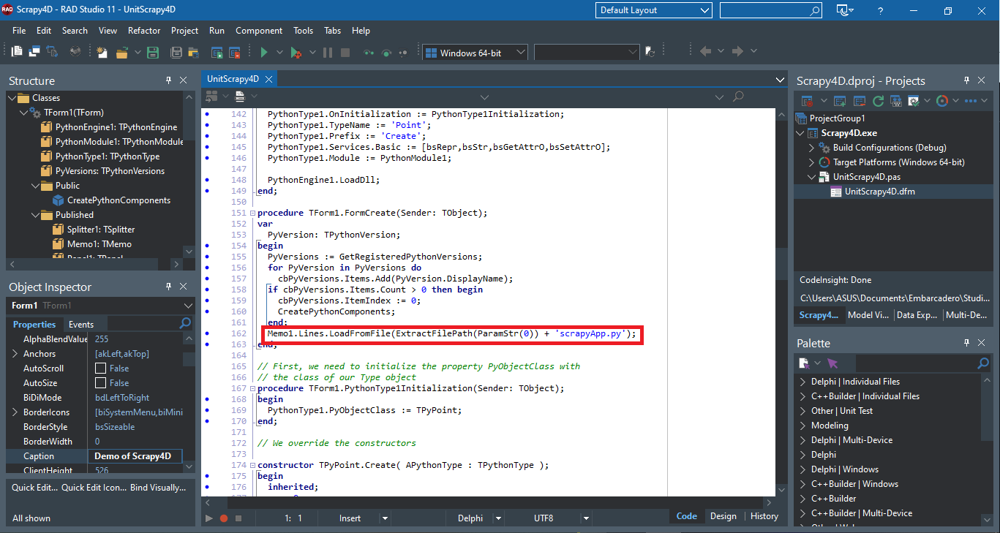 RAD Scrapy4D - RAD Studio 11 - UnitScrapy4D
Default Layout
?
File Edit Search View Refactor Project Run Component Tools Tabs Help
Windows 64-bit
Structure
Classes
TForm1(TForm)
PythonEngine1: TPythonEngine
PythonModule1: TPythonModule
PythonType1: TPythonType
PyVersions: TPythonVersions
Public
CreatePythonComponents
Published
Splitter1: TSplitter
Memo1: TMemo
Panel1: TPanel
Object Inspector
Form1 TForm1
Properties Events
AlphaBlendValue 255
Anchors [akLeft,akTop]
AutoScroll False
AutoSize False
BiDiMode bdLeftToRight
BorderIcons [biSystemMenu,biMini
BorderStyle bsSizeable
BorderWidth 0
Caption Demo of Scrapy4D
ClientHeight 526
Quick Edit... Quick Edit Icon... Bind Visually...
All shown
UnitScrapy4D
142 PythonType1.OnInitialization := PythonType1Initialization;
143 PythonType1.TypeName := 'Point';
144 PythonType1.Prefix := 'Create';
145 PythonType1.Services.Basic := [bsRepr,bsStr,bsGetAttrO,bsSetAttrO];
146 PythonType1.Module := PythonModule1;
147
148 PythonEngine1.LoadDll;
149 end;
150
151 procedure TForm1.FormCreate(Sender: TObject);
152 var
153 PyVersion: TPythonVersion;
154 begin
155 PyVersions := GetRegisteredPythonVersions;
156 for PyVersion in PyVersions do
157 cbPyVersions.Items.Add(PyVersion.DisplayName);
158 if cbPyVersions.Items.Count > 0 then begin
159 cbPyVersions.ItemIndex := 0;
160 CreatePythonComponents;
161 end;
162 Memo1.Lines.LoadFromFile(ExtractFilePath(ParamStr(0)) + 'scrapyApp.py');
163 end;
164
165 // First, we need to initialize the property PyObjectClass with
166 // the class of our Type object
167 procedure TForm1.PythonType1Initialization(Sender: TObject);
168 begin
169 PythonType1.PyObjectClass := TPyPoint;
170 end;
171
172 // We override the constructors
173
174 constructor TPyPoint.Create( APythonType : TPythonType );
175 begin
176 inherited;
177
1: 1 Insert Delphi UTF8 Code Design History
Scrapy4D.dproj - Projects
ProjectGroup1
Scrapy4D.exe
Build Configurations (Debug)
Target Platforms (Windows 64-bit)
UnitScrapy4D.pas
UnitScrapy4D.dfm
CodeInsight: Done
C:\Users\ASUS\Documents\Embarcadero\Studi...
Scrapy4... Model Vi... Data Exp... Multi-De...
Palette
Delphi | Individual Files
C++Builder | Individual Files
Other | Unit Test
Modeling
Delphi | Multi-Device
Delphi
Delphi | Windows
C++Builder | Windows
C++Builder
C++Builder | Multi-Device
Other | Web